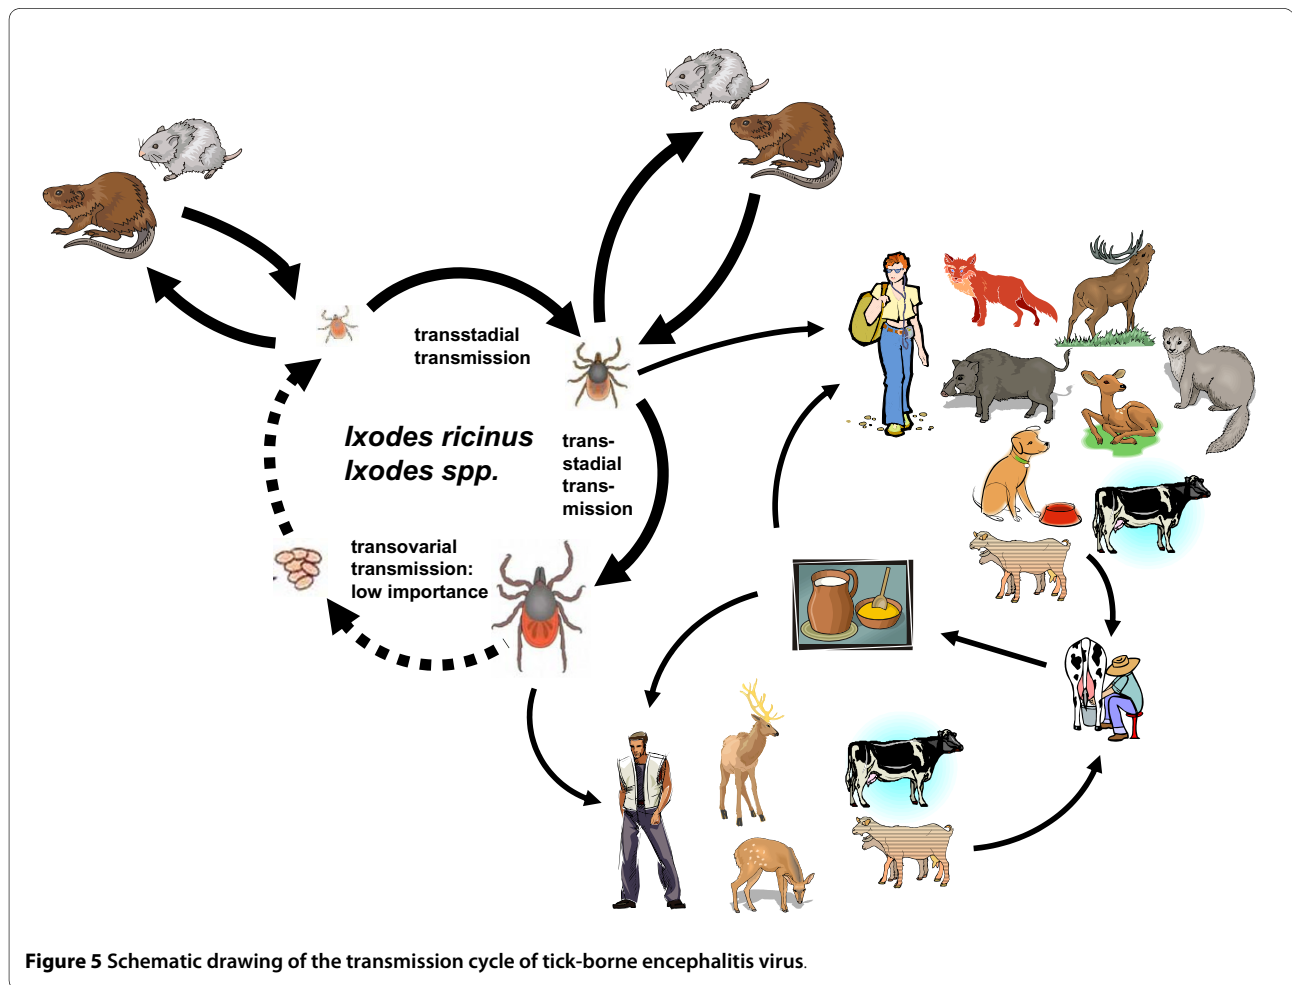 transstadial
transmission
Ixodes ricinus
Ixodes spp.
trans-
stadial
trans-
mission
transovarial
transmission:
low importance
Figure 5 Schematic drawing of the transmission cycle of tick-borne encephalitis virus.